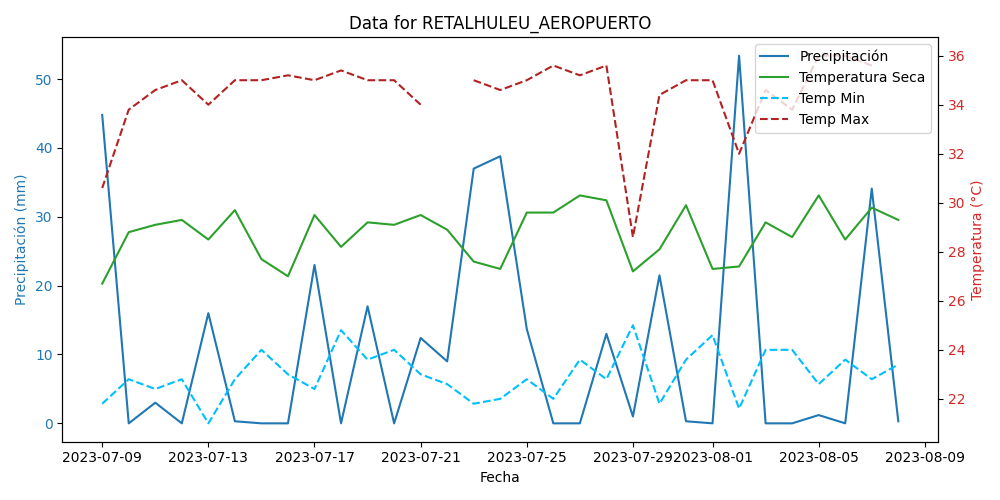 Data for RETALHULEU_AEROPUERTO
Precipitación (mm)
50
40
30
20
10
0
Precipitación
Temperatura Seca
Temp Min
Temp Max
36
34
32
30
28
26
24
22
Temperatura (°C)
2023-07-09 2023-07-13 2023-07-17 2023-07-21 2023-07-25 2023-07-29 2023-08-01 2023-08-05 2023-08-09
Fecha